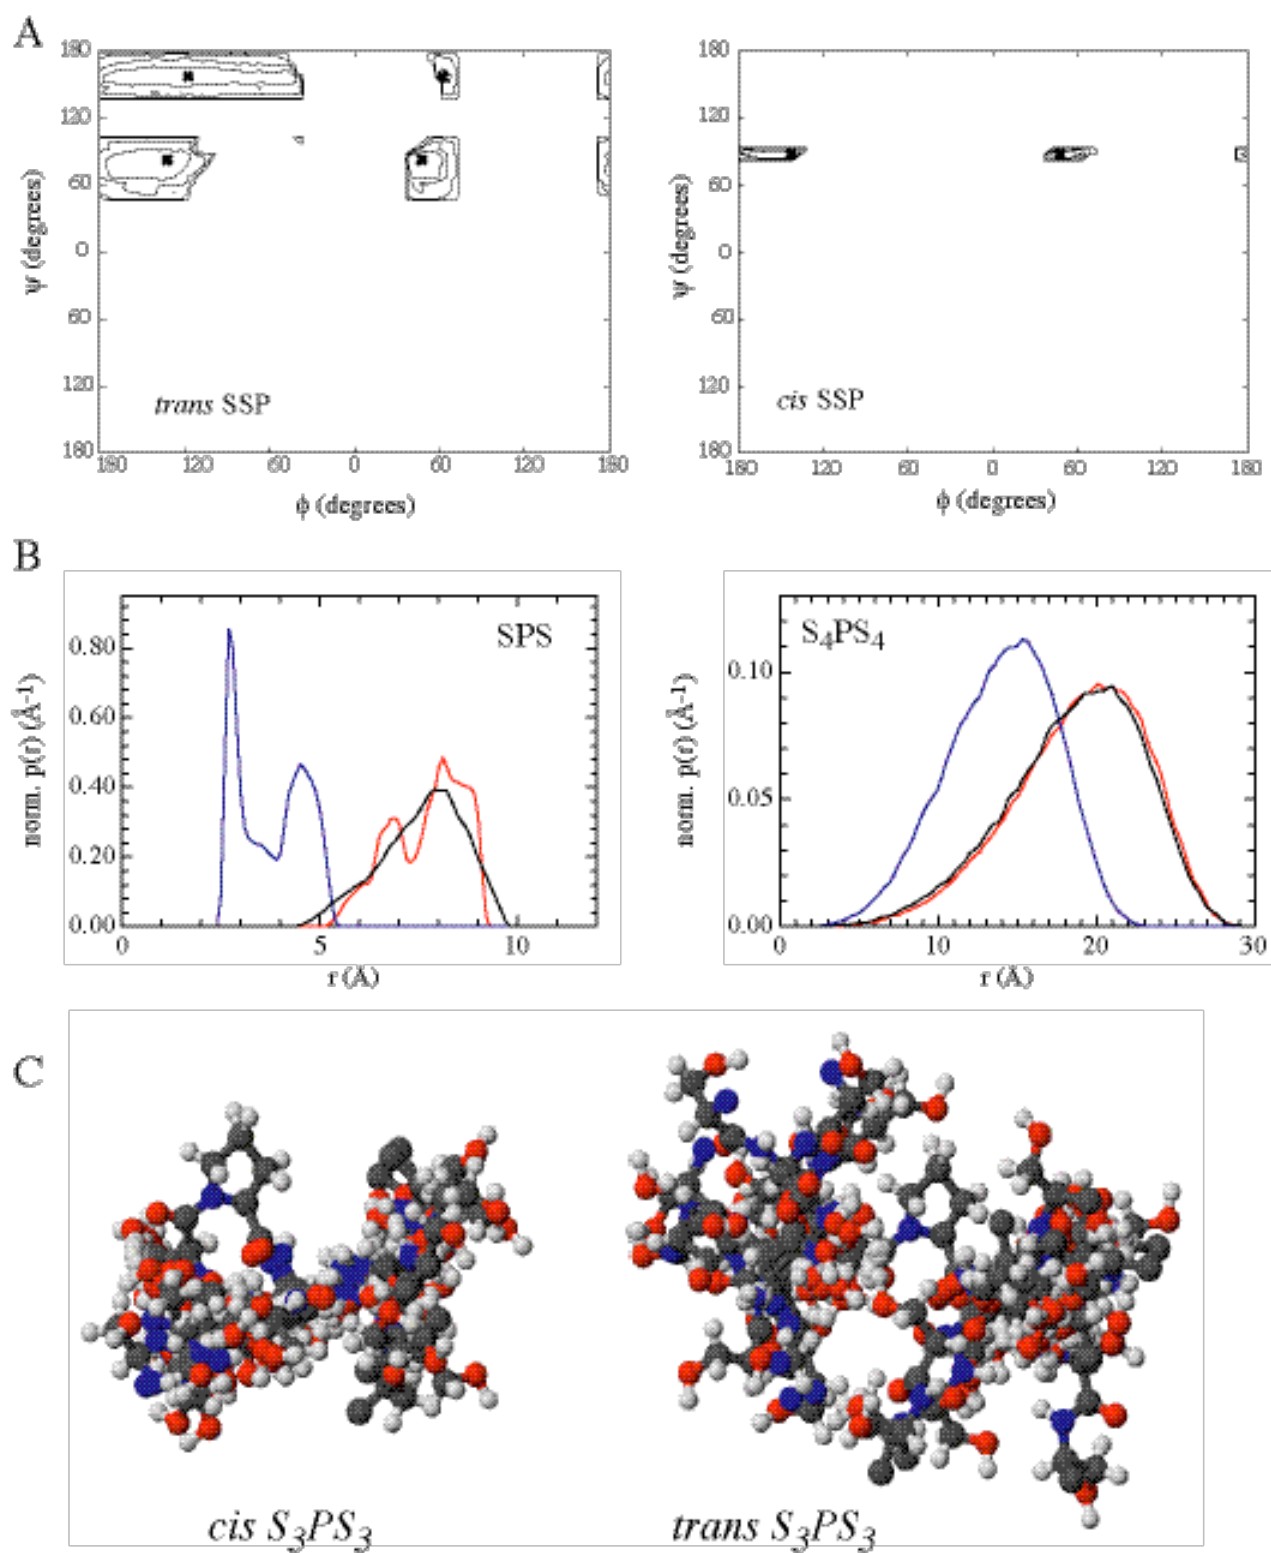 A
180
120
60
0
60
120
180
ψ (degrees)
trans SSP
180 120 60 0 60 120 180
ϕ (degrees)
180
120
60
0
60
120
180
ψ (degrees)
cis SSP
180 120 60 0 60 120 180
ϕ (degrees)
B
SPS
0.80
0.60
0.40
0.20
0.00
norm. p(r) (Å-1)
0 5 10
r (Å)
S4PS4
0.10
0.05
0.00
norm. p(r) (Å-1)
0 10 20 30
r (Å)
C
cis S3PS3
trans S3PS3